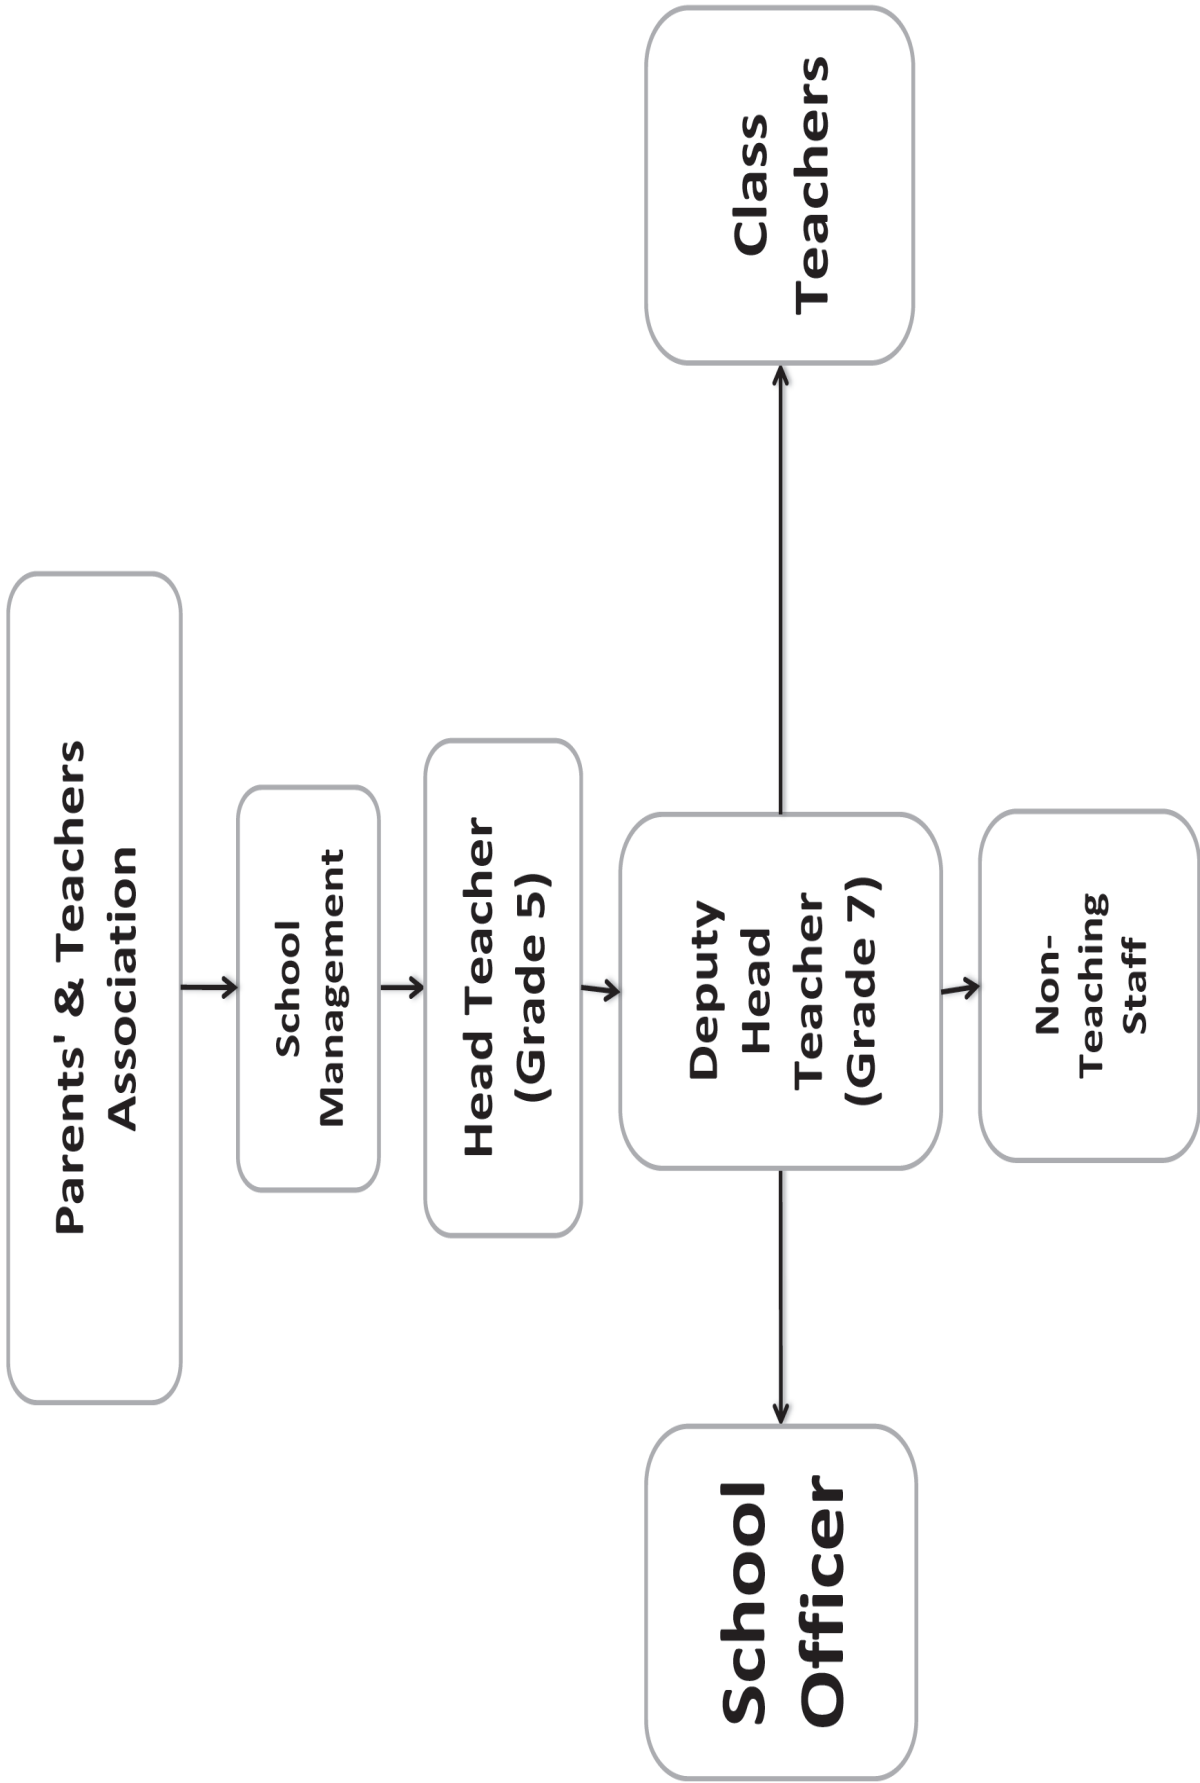 Parents' & Teachers
Association
School
Management
Head Teacher
(Grade 5)
School
Officer
Deputy
Head
Teacher
(Grade 7)
Class
Teachers
Non-
Teaching
Staff